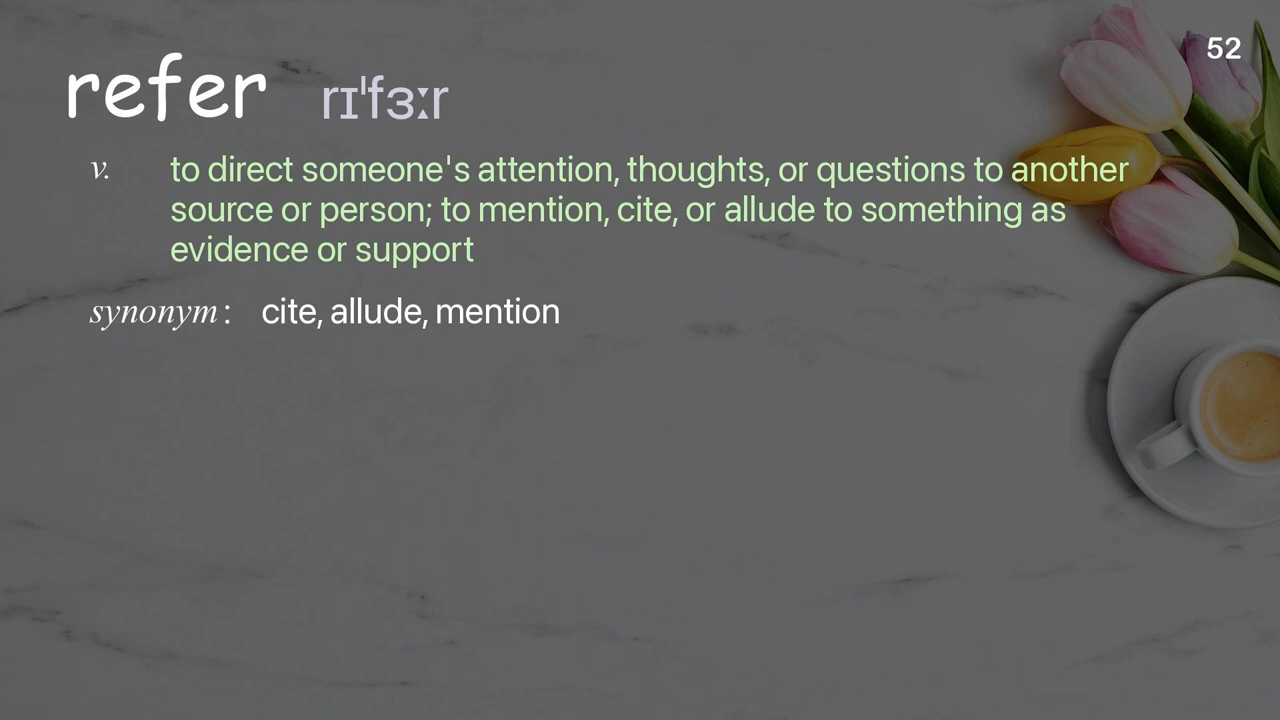 52
refer rɪˈfɜːr
v. to direct someone's attention, thoughts, or questions to another
source or person; to mention, cite, or allude to something as
evidence or support
synonym: cite, allude, mention